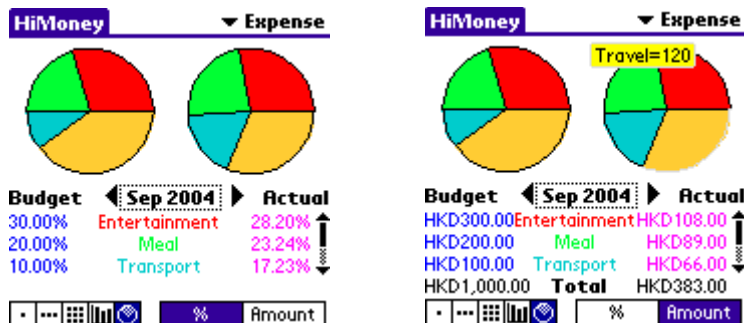 HiMoney Expense
Budget Sep 2004 Actual
30.00% Entertainment 28.20%
20.00% Meal 23.24%
10.00% Transport 17.23%
% Amount
HiMoney Expense
Travel=120
Budget Sep 2004 Actual
HKD300.00 Entertainment HKD108.00
HKD200.00 Meal HKD89.00
HKD100.00 Transport HKD66.00
HKD1,000.00 Total HKD383.00
% Amount